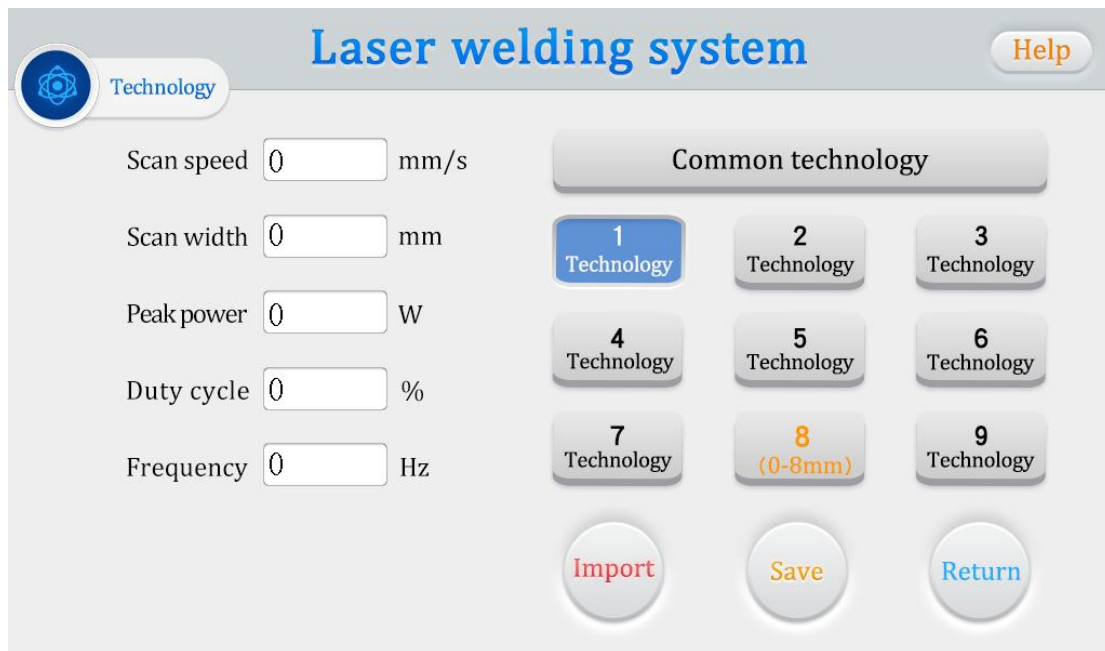 Laser welding system
Help
Technology
Scan speed 0 mm/s
Scan width 0 mm
Peak power 0 W
Duty cycle 0 %
Frequency 0 Hz
Common technology
1
Technology
2
Technology
3
Technology
4
Technology
5
Technology
6
Technology
7
Technology
8
(0-8mm)
9
Technology
Import
Save
Return